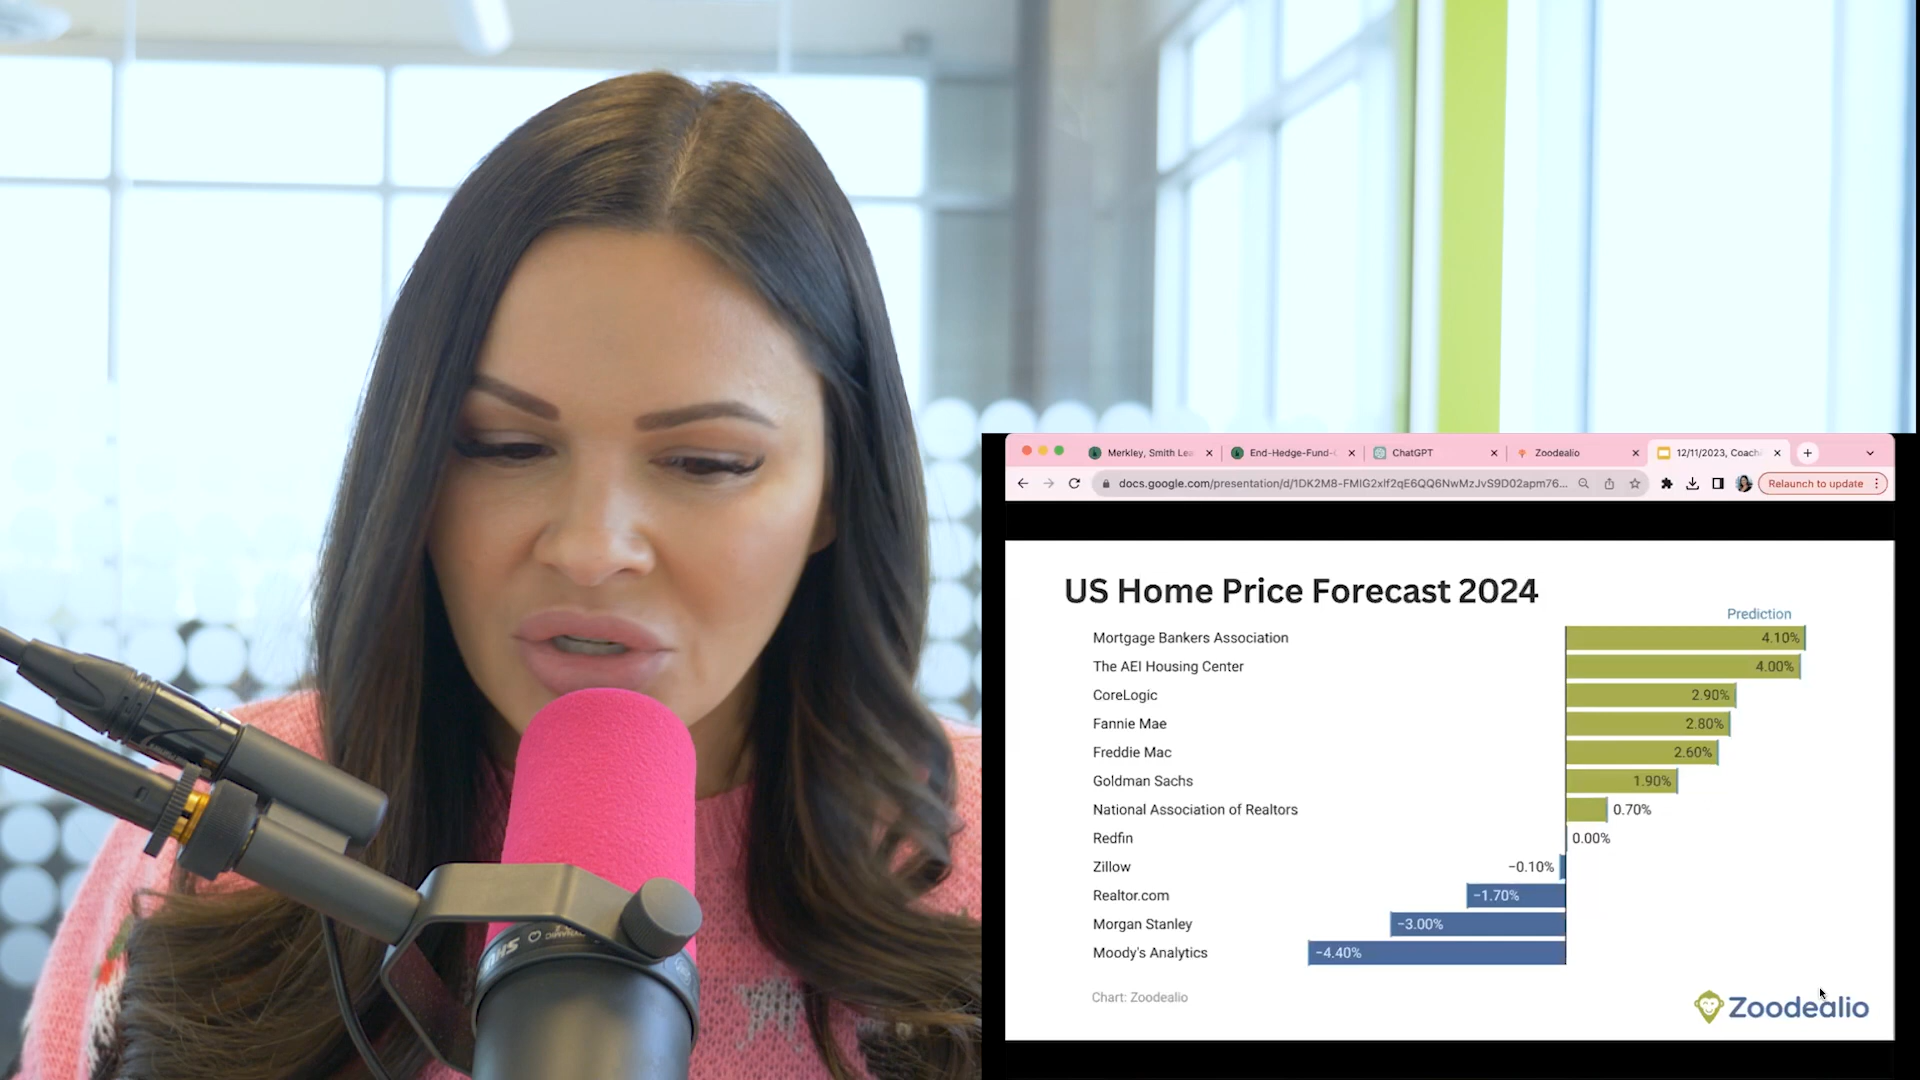 Merkley, Smith Lea
End-Hedge-Fund-
ChatGPT
Zoodealio
12/11/2023, Coach
docs.google.com/presentation/d/1DK2M8-FMIG2xlf2qE6QQ6NwMzJvS9D02apm76...
Relaunch to update
US Home Price Forecast 2024
Prediction
Mortgage Bankers Association 4.10%
The AEI Housing Center 4.00%
CoreLogic 2.90%
Fannie Mae 2.80%
Freddie Mac 2.60%
Goldman Sachs 1.90%
National Association of Realtors 0.70%
Redfin 0.00%
Zillow −0.10%
Realtor.com −1.70%
Morgan Stanley −3.00%
Moody's Analytics −4.40%
Chart: Zoodealio
Zoodealio